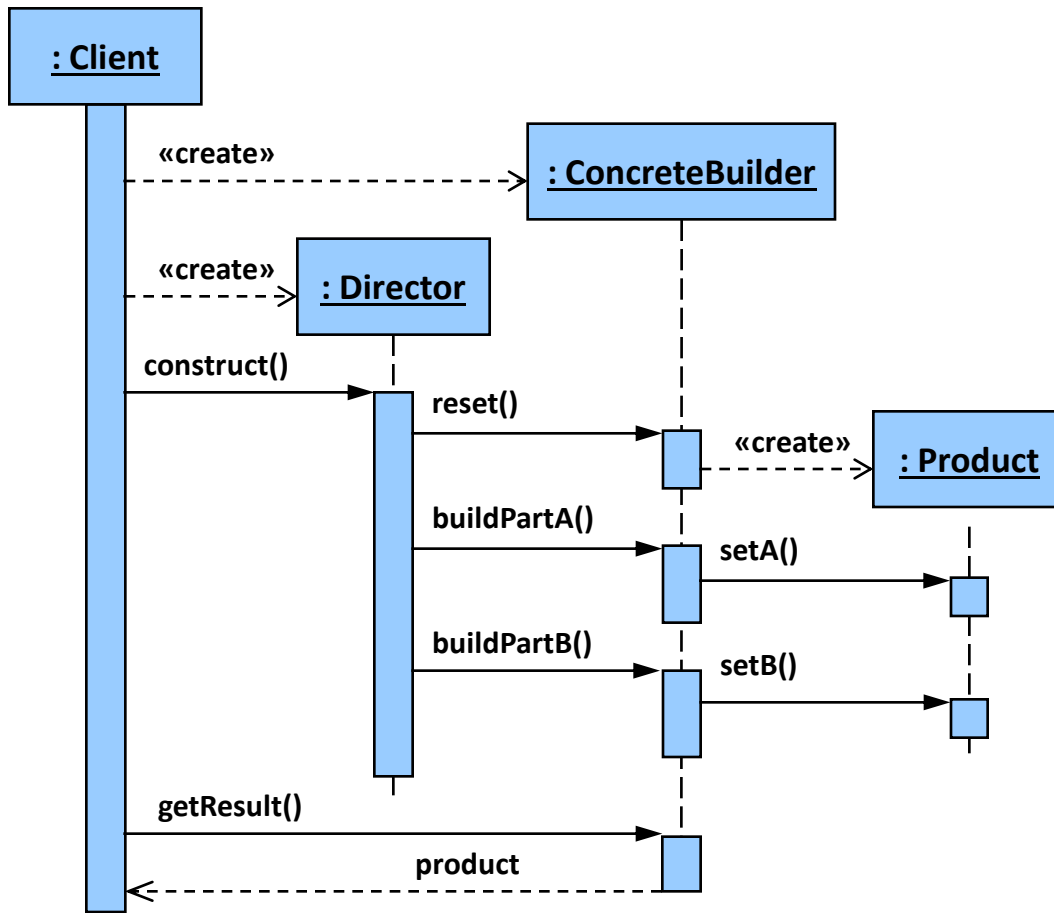 : Client
«create»
: ConcreteBuilder
«create»
: Director
construct()
reset()
«create»
: Product
buildPartA()
setA()
buildPartB()
setB()
getResult()
product